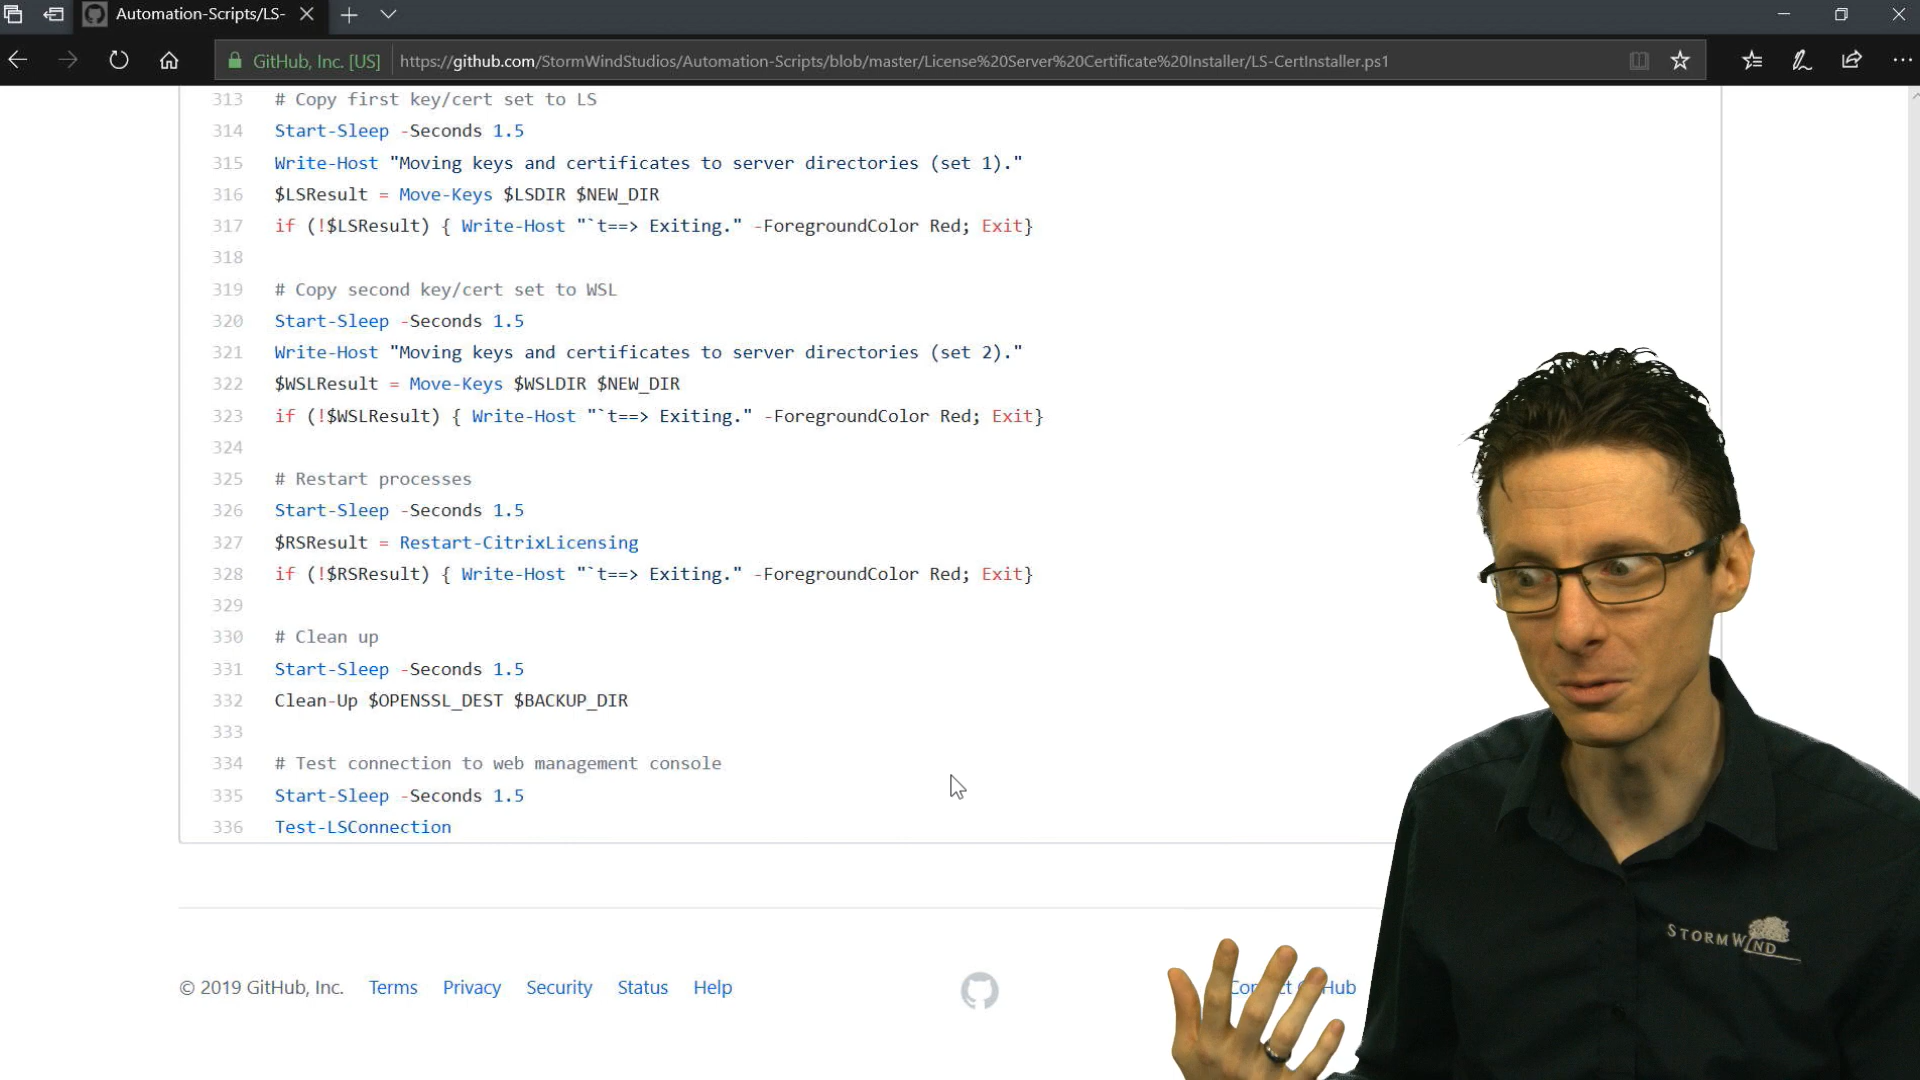 Automation-Scripts/LS-
GitHub, Inc. [US] https://github.com/StormWindStudios/Automation-Scripts/blob/master/License%20Server%20Certificate%20Installer/LS-CertInstaller.ps1
313 # Copy first key/cert set to LS
314 Start-Sleep -Seconds 1.5
315 Write-Host "Moving keys and certificates to server directories (set 1)."
316 $LSResult = Move-Keys $LSDIR $NEW_DIR
317 if (!$LSResult) { Write-Host "`t==> Exiting." -ForegroundColor Red; Exit}
318
319 # Copy second key/cert set to WSL
320 Start-Sleep -Seconds 1.5
321 Write-Host "Moving keys and certificates to server directories (set 2)."
322 $WSLResult = Move-Keys $WSLDIR $NEW_DIR
323 if (!$WSLResult) { Write-Host "`t==> Exiting." -ForegroundColor Red; Exit}
324
325 # Restart processes
326 Start-Sleep -Seconds 1.5
327 $RSResult = Restart-CitrixLicensing
328 if (!$RSResult) { Write-Host "`t==> Exiting." -ForegroundColor Red; Exit}
329
330 # Clean up
331 Start-Sleep -Seconds 1.5
332 Clean-Up $OPENSSL_DEST $BACKUP_DIR
333
334 # Test connection to web management console
335 Start-Sleep -Seconds 1.5
336 Test-LSConnection
STORMWIND
© 2019 GitHub, Inc. Terms Privacy Security Status Help